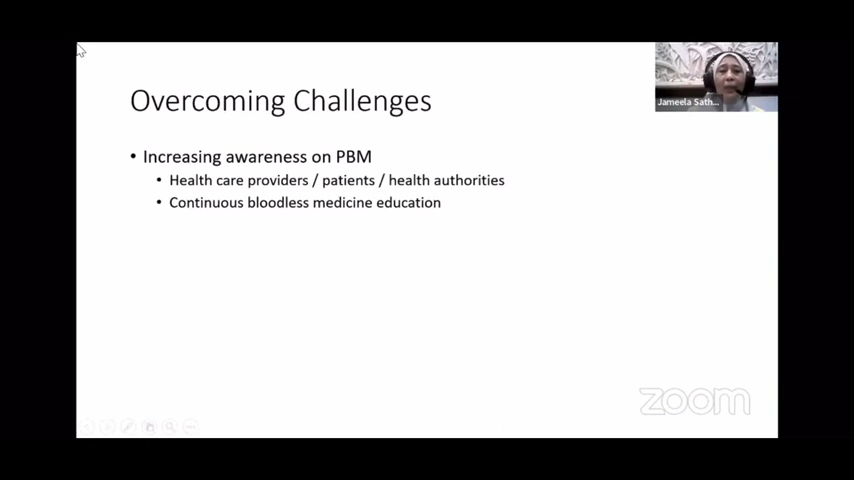 Jameela Sath...
Overcoming Challenges
• Increasing awareness on PBM
• Health care providers / patients / health authorities
• Continuous bloodless medicine education
zoom